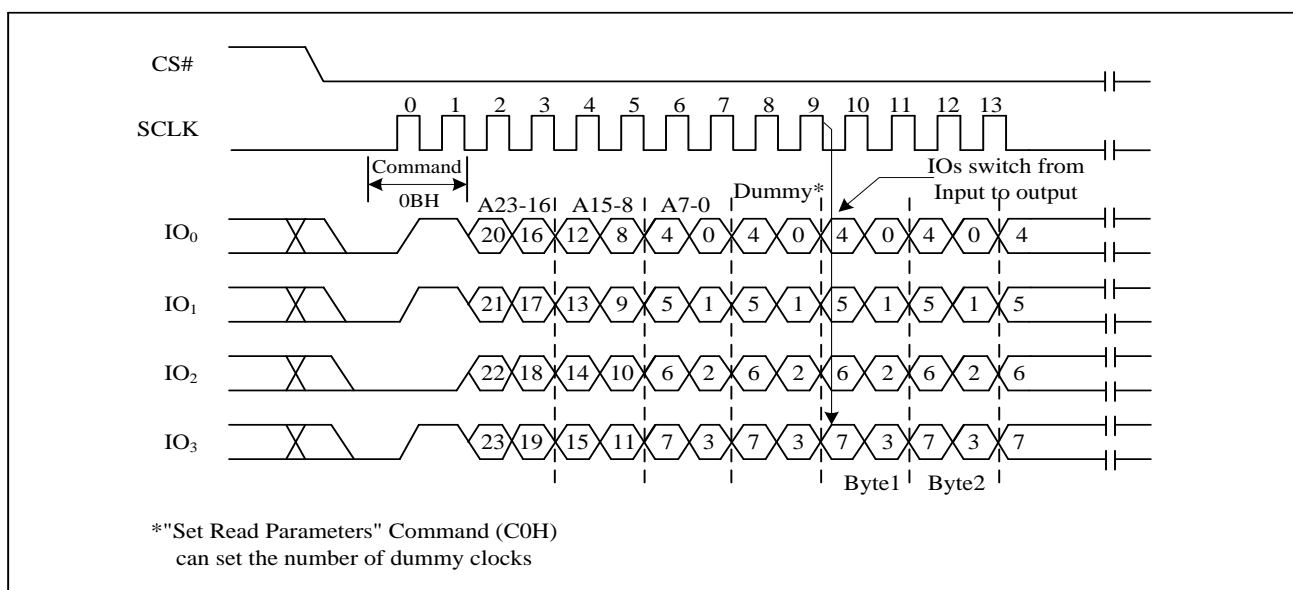 CS#
0 1 2 3 4 5 6 7 8 9 10 11 12 13
SCLK
Command
IOs switch from
Input to output
0BH
A23-16 A15-8 A7-0 Dummy*
IO0 20 16 12 8 4 0 4 0 4 0 4 0 4
IO1 21 17 13 9 5 1 5 1 5 1 5 1 5
IO2 22 18 14 10 6 2 6 2 6 2 6 2 6
IO3 23 19 15 11 7 3 7 3 7 3 7 3 7
Byte1 Byte2
*"Set Read Parameters" Command (C0H)
can set the number of dummy clocks